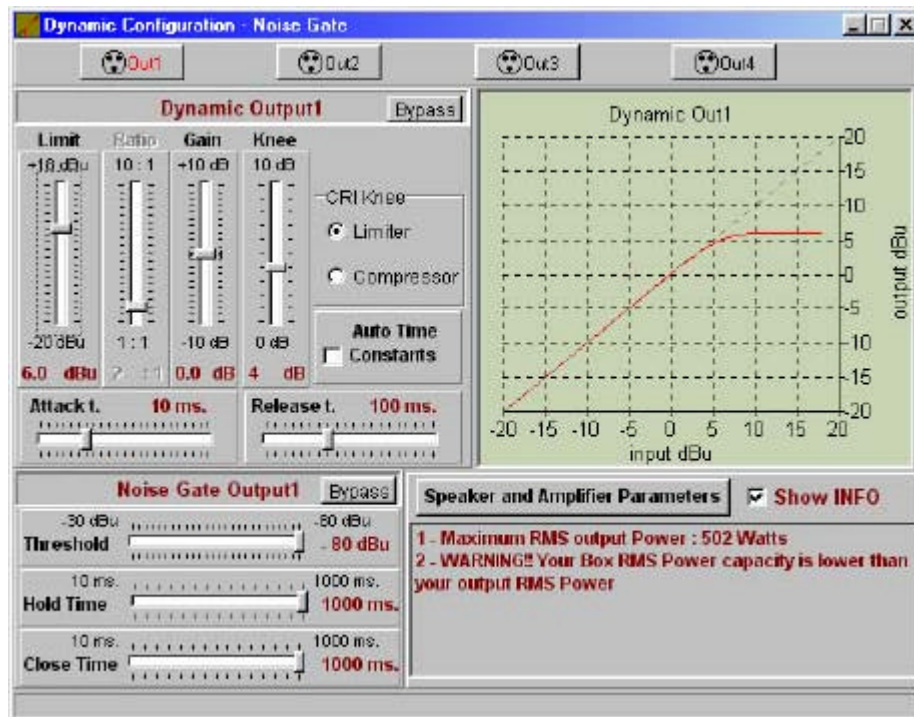 Dynamic Configuration - Noise Gate
Out1 Out2 Out3 Out4
Dynamic Output1 Bypass
Limit Ratio Gain Knee
+18 dBu 10 : 1 +10 dB 10 dB
CRI Knee
Limiter
Compressor
-20 dBu 1 : 1 -10 dB 0 dB
6.0 dBu : 1 0.0 dB 4 dB
Auto Time
Constants
Attack t. 10 ms. Release t. 100 ms.
Dynamic Out1
20
15
10
5
0
-5
-10
-15
-20
output dBu
-20 -15 -10 -5 0 5 10 15 20
input dBu
Noise Gate Output1 Bypass
-30 dBu -80 dBu
Threshold - 80 dBu
10 ms. 1000 ms.
Hold Time 1000 ms.
10 ms. 1000 ms.
Close Time 1000 ms.
Speaker and Amplifier Parameters Show INFO
1 - Maximum RMS output Power : 502 Watts
2 - WARNING!! Your Box RMS Power capacity is lower than
your output RMS Power